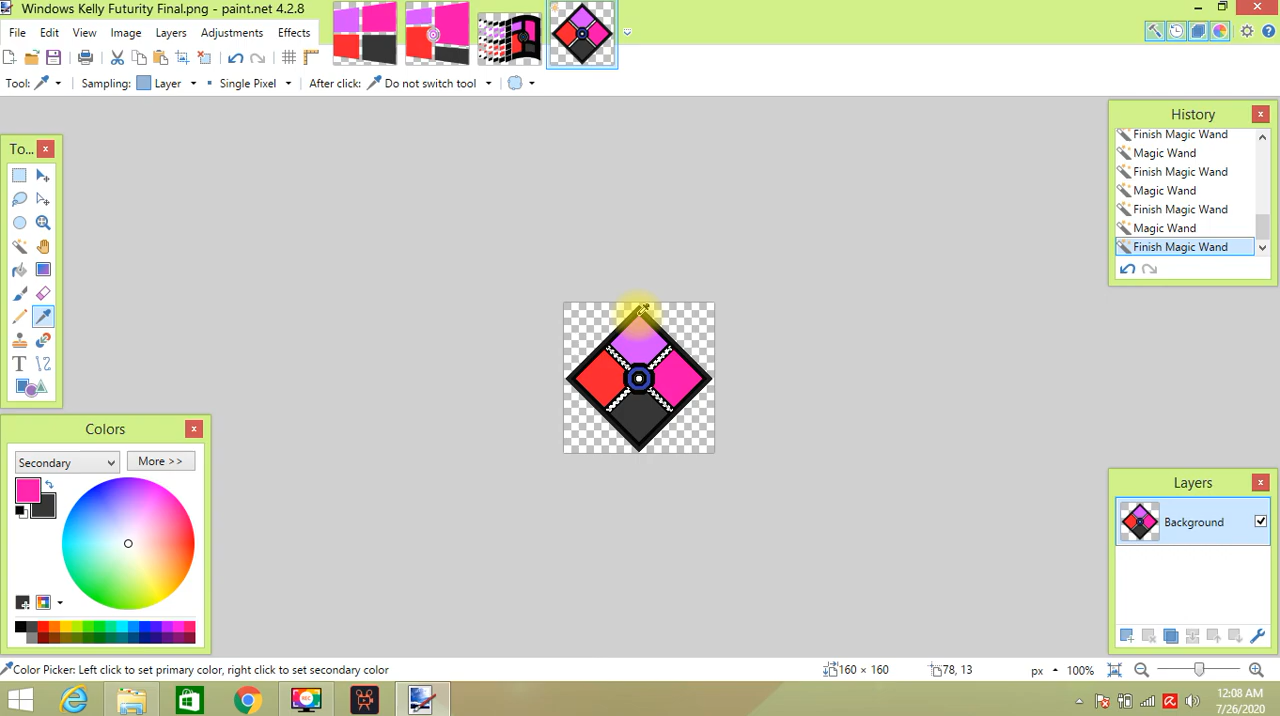 Windows Kelly Futurity Final.png - paint.net 4.2.8
File Edit View Image Layers Adjustments Effects
Tool: Sampling: Layer Single Pixel After click: Do not switch tool
To...
History
Finish Magic Wand
Magic Wand
Finish Magic Wand
Magic Wand
Finish Magic Wand
Magic Wand
Finish Magic Wand
Colors
Secondary More >>
Layers
Background
Color Picker: Left click to set primary color, right click to set secondary color 160 × 160 78, 13 px 100%
12:08 AM
7/26/2020